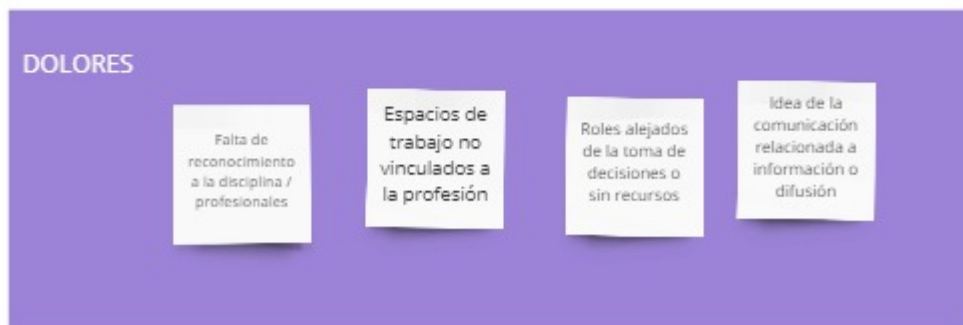 DOLORES
Falta de
reconocimiento
a la disciplina /
profesionales
Espacios de
trabajo no
vinculados a
la profesión
Roles alejados
de la toma de
decisiones o
sin recursos
Idea de la
comunicación
relacionada a
información o
difusión